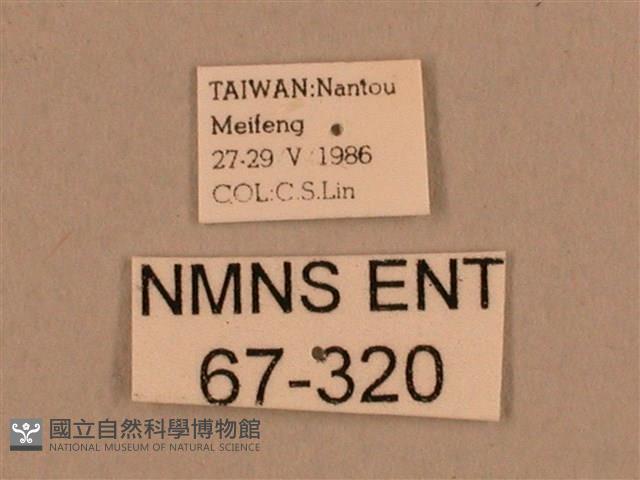 TAIWAN:Nantou
Meifeng
27-29 V 1986
COL:C.S.Lin
NMNS ENT
67-320
國立自然科學博物館
NATIONAL MUSEUM OF NATURAL SCIENCE